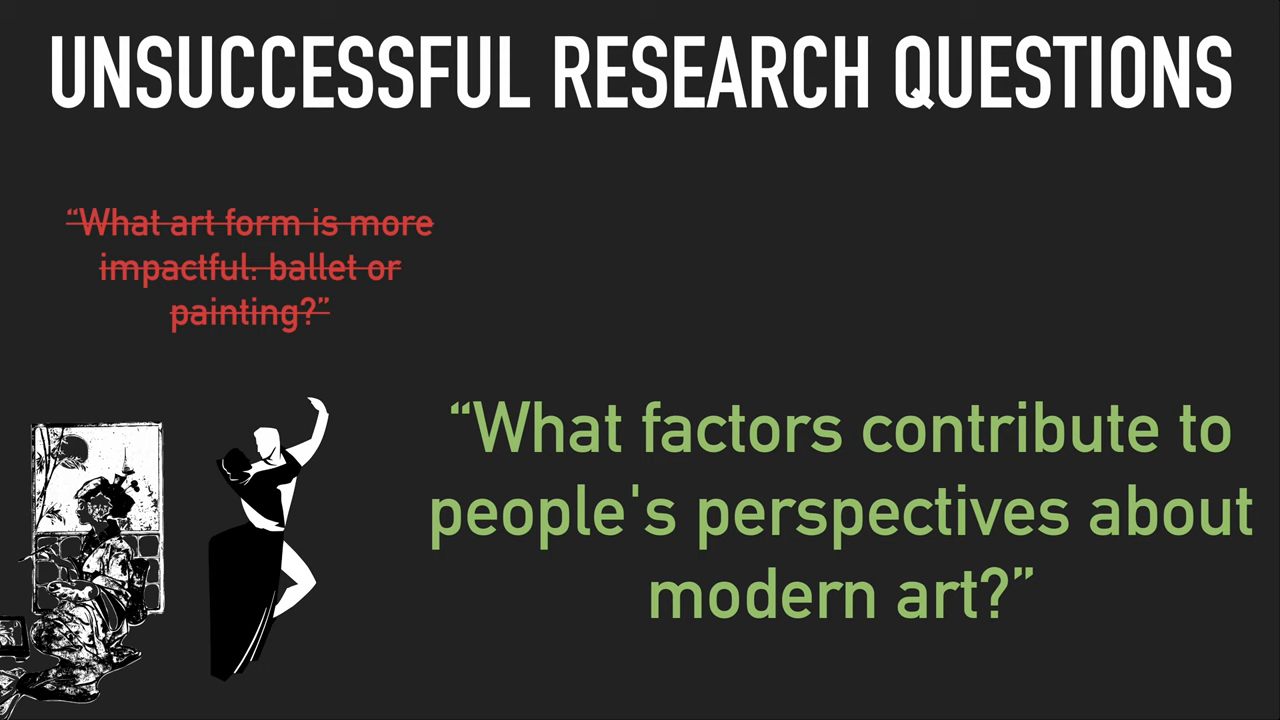 UNSUCCESSFUL RESEARCH QUESTIONS
“What art form is more
impactful: ballet or
painting?”
“What factors contribute to
people's perspectives about
modern art?”